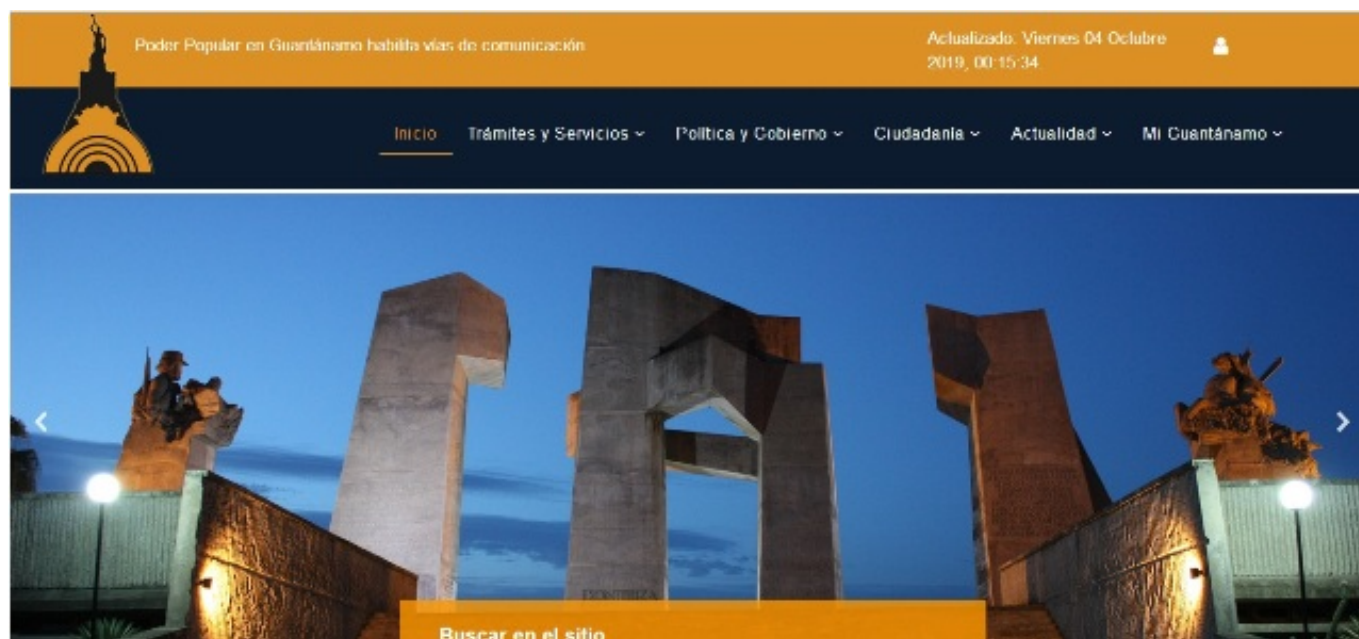 Poder Popular en Guantánamo habilita vías de comunicación
Actualizado: Viernes 04 Octubre
2019, 00:15:34
Inicio Trámites y Servicios Política y Gobierno Ciudadanía Actualidad Mi Guantánamo
Buscar en el sitio